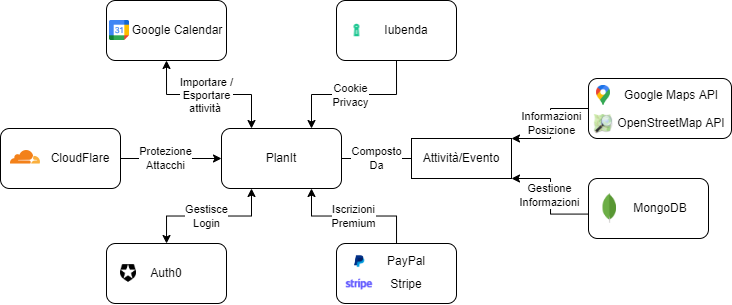 31
Google Calendar
Iubenda
Importare /
Esportare
attività
Cookie
Privacy
Google Maps API
OpenStreetMap API
Informazioni
Posizione
CloudFlare
Protezione
Attacchi
PlanIt
Composto
Da
Attività/Evento
Gestione
Informazioni
MongoDB
Gestisce
Login
Iscrizioni
Premium
Auth0
PayPal
stripe Stripe